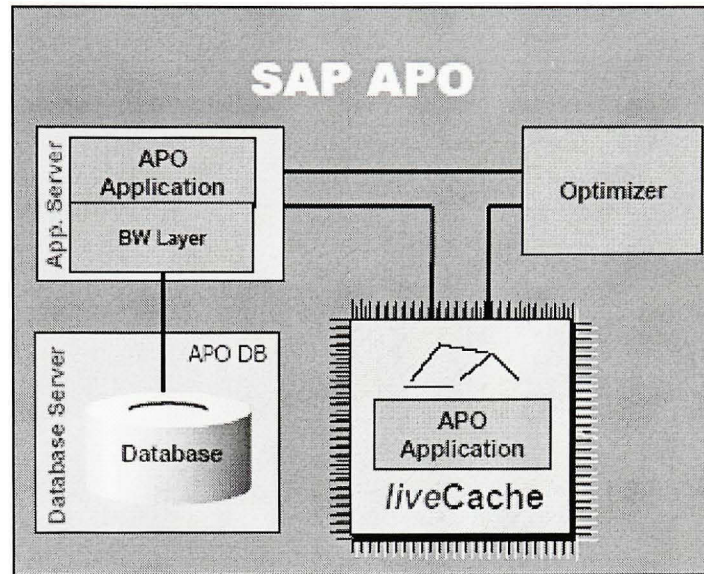 SAP APO
App. Server
APO
Application
BW Layer
Optimizer
Database Server
APO DB
Database
APO
Application
liveCache